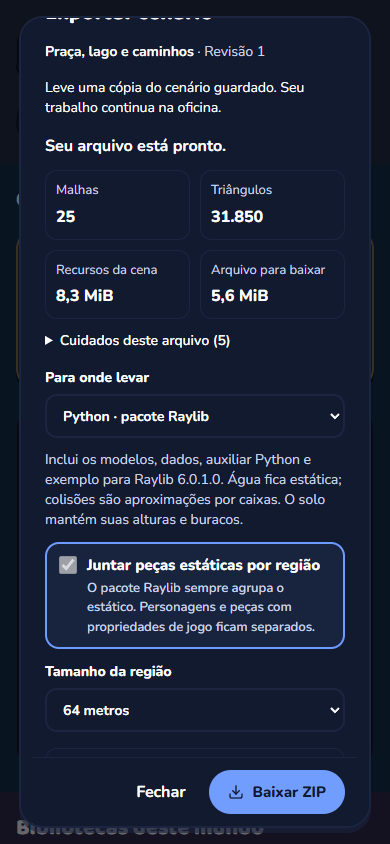 Exportar cenário
Praça, lago e caminhos · Revisão 1
Leve uma cópia do cenário guardado. Seu
trabalho continua na oficina.
Seu arquivo está pronto.
Malhas
25
Triângulos
31.850
Recursos da cena
8,3 MiB
Arquivo para baixar
5,6 MiB
Cuidados deste arquivo (5)
Para onde levar
Python · pacote Raylib
Inclui os modelos, dados, auxiliar Python e
exemplo para Raylib 6.0.1.0. Água fica estática;
colisões são aproximações por caixas. O solo
mantém suas alturas e buracos.
Juntar peças estáticas por região
O pacote Raylib sempre agrupa o
estático. Personagens e peças com
propriedades de jogo ficam separados.
Tamanho da região
64 metros
Fechar
Baixar ZIP
Bibliotecas deste mundo